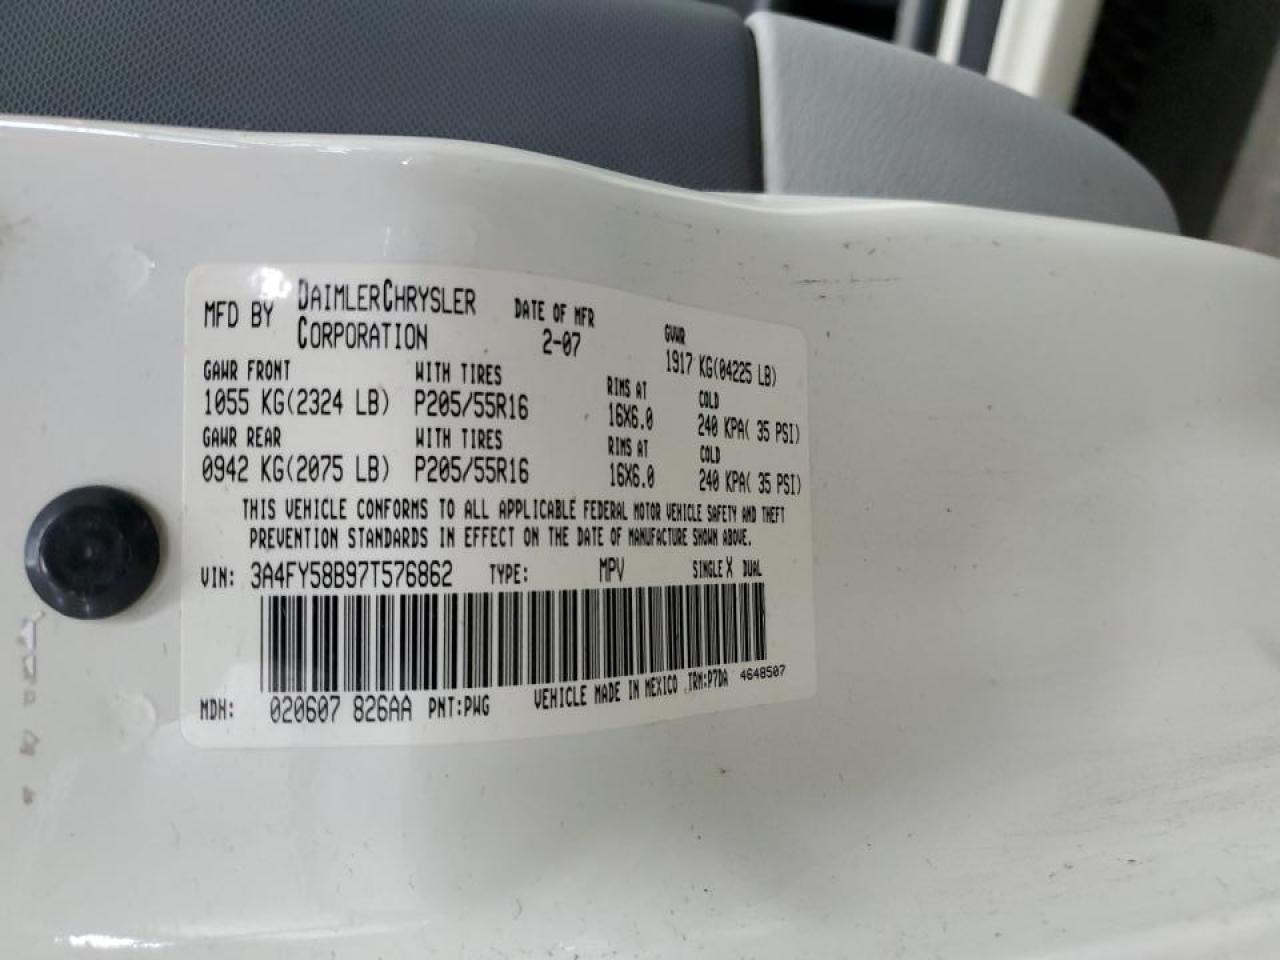 MFD BY DAIMLERCHRYSLER CORPORATION DATE OF MFR 2-07 GVWR 1917 KG(04225 LB)
GAWR FRONT WITH TIRES RIMS AT COLD
1055 KG(2324 LB) P205/55R16 16X6.0 240 KPA( 35 PSI)
GAWR REAR WITH TIRES RIMS AT COLD
0942 KG(2075 LB) P205/55R16 16X6.0 240 KPA( 35 PSI)
THIS VEHICLE CONFORMS TO ALL APPLICABLE FEDERAL MOTOR VEHICLE SAFETY AND THEFT
PREVENTION STANDARDS IN EFFECT ON THE DATE OF MANUFACTURE SHOWN ABOVE.
VIN: 3A4FY58B97T576862 TYPE: MPV SINGLE X DUAL
MDH: 020607 826AA PNT:PWG VEHICLE MADE IN MEXICO TRM:P7DA 4648507